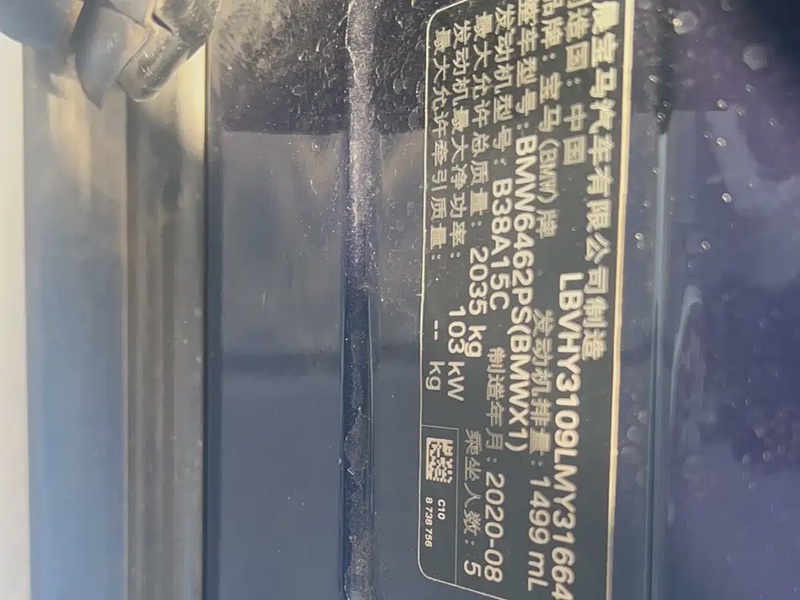 晨宝马汽车有限公司制造
制造国：中国 LBVHY3109LMY31664
品牌：宝马(BMW)牌 发动机排量：1499 mL
整车型号：BMW6462PS(BMWX1)
发动机型号：B38A15C 制造年月：2020-08
最大允许总质量：2035 kg 乘坐人数：5
发动机最大净功率：103 kW
最大允许牵引质量：-- kg
C10
8 738 756